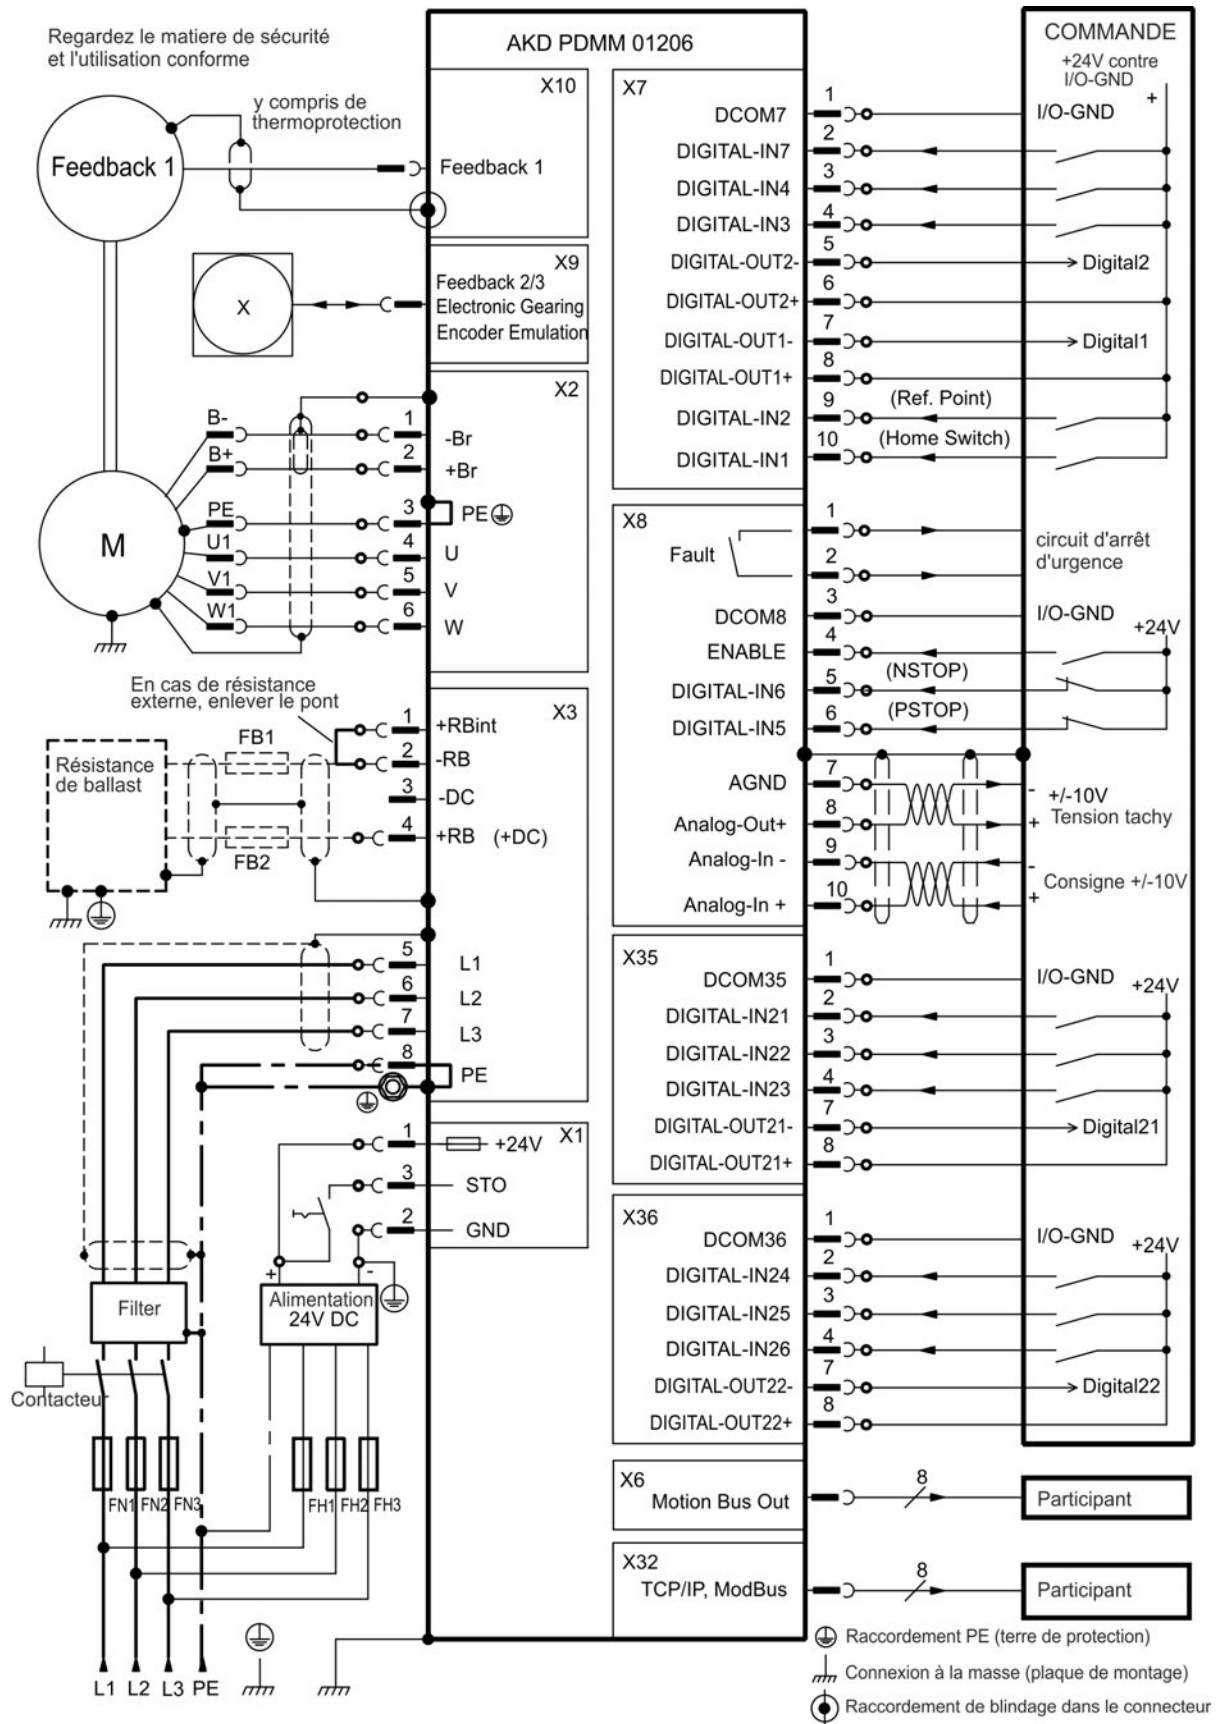 Regardez le matiere de sécurité
et l'utilisation conforme
AKD PDMM 01206
COMMANDE
+24V contre
I/O-GND
+
Feedback 1
y compris de
thermoprotection
X10
Feedback 1
X9
Feedback 2/3
Electronic Gearing
Encoder Emulation
X
X2
B- 1 -Br
B+ 2 +Br
PE 3 PE
U1 4 U
V1 5 V
W1 6 W
M
En cas de résistance
externe, enlever le pont
X3
FB1
Résistance
de ballast
FB2
1 +RBint
2 -RB
3 -DC
4 +RB (+DC)
5 L1
6 L2
7 L3
8 PE
X1
1 +24V
3 STO
2 GND
+ -
Alimentation
24V DC
Filter
Contacteur
FN1 FN2 FN3 FH1 FH2 FH3
L1 L2 L3 PE
X7
DCOM7 1 I/O-GND
DIGITAL-IN7 2
DIGITAL-IN4 3
DIGITAL-IN3 4
DIGITAL-OUT2- 5 Digital2
DIGITAL-OUT2+ 6
DIGITAL-OUT1- 7 Digital1
DIGITAL-OUT1+ 8
DIGITAL-IN2 9 (Ref. Point)
DIGITAL-IN1 10 (Home Switch)
X8
Fault 1
2
circuit d'arrêt
d'urgence
DCOM8 3 I/O-GND
+24V
ENABLE 4
DIGITAL-IN6 5 (NSTOP)
DIGITAL-IN5 6 (PSTOP)
AGND 7 -
+/-10V
Tension tachy
Analog-Out+ 8 +
Analog-In - 9 -
Consigne +/-10V
Analog-In + 10 +
X35
DCOM35 1 I/O-GND
+24V
DIGITAL-IN21 2
DIGITAL-IN22 3
DIGITAL-IN23 4
DIGITAL-OUT21- 7 Digital21
DIGITAL-OUT21+ 8
X36
DCOM36 1 I/O-GND
+24V
DIGITAL-IN24 2
DIGITAL-IN25 3
DIGITAL-IN26 4
DIGITAL-OUT22- 7 Digital22
DIGITAL-OUT22+ 8
X6
Motion Bus Out 8 Participant
X32
TCP/IP, ModBus 8 Participant
Raccordement PE (terre de protection)
Connexion à la masse (plaque de montage)
Raccordement de blindage dans le connecteur